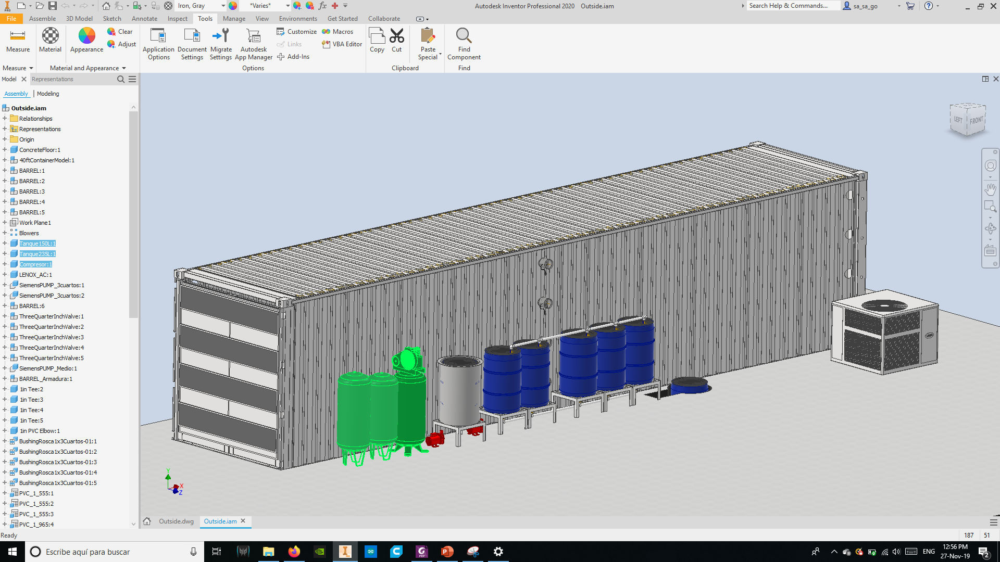 PRO
Iron, Gray
*Varies*
fx
Autodesk Inventor Professional 2020   Outside.iam
Search Help & Commands...
sa_sa_go
File
Assemble
3D Model
Sketch
Annotate
Inspect
Tools
Manage
View
Environments
Get Started
Collaborate
Measure
Material
Appearance
Clear
Adjust
Application Options
Document Settings
Migrate Settings
Autodesk App Manager
Customize
Links
Add-Ins
Macros
VBA Editor
Copy
Cut
Paste Special
Find Component
Measure
Material and Appearance
Options
Clipboard
Find
Model
Representations
Assembly
Modeling
Outside.iam
Relationships
Representations
Origin
ConcreteFloor:1
40ftContainerModel:1
BARREL:1
BARREL:2
BARREL:3
BARREL:4
BARREL:5
Work Plane1
Blowers
Tanque150L:1
Tanque235L:1
Compresor:1
LENOX_AC:1
SiemensPUMP_3cuartos:1
SiemensPUMP_3cuartos:2
BARREL:6
ThreeQuarterInchValve:1
ThreeQuarterInchValve:2
ThreeQuarterInchValve:3
ThreeQuarterInchValve:4
ThreeQuarterInchValve:5
SiemensPUMP_Medio:1
BARREL_Armadura:1
1in Tee:2
1in Tee:3
1in Tee:4
1in Tee:5
1in PVC Elbow:1
BushingRosca1x3Cuartos-01:1
BushingRosca1x3Cuartos-01:2
BushingRosca1x3Cuartos-01:3
BushingRosca1x3Cuartos-01:4
BushingRosca1x3Cuartos-01:5
PVC_1_555:1
PVC_1_555:2
PVC_1_555:3
PVC_1_965:4
LEFT
FRONT
Y
X
Z
Outside.dwg
Outside.iam
Ready
187
51
Escribe aquí para buscar
ENG
12:56 PM
27-Nov-19
2